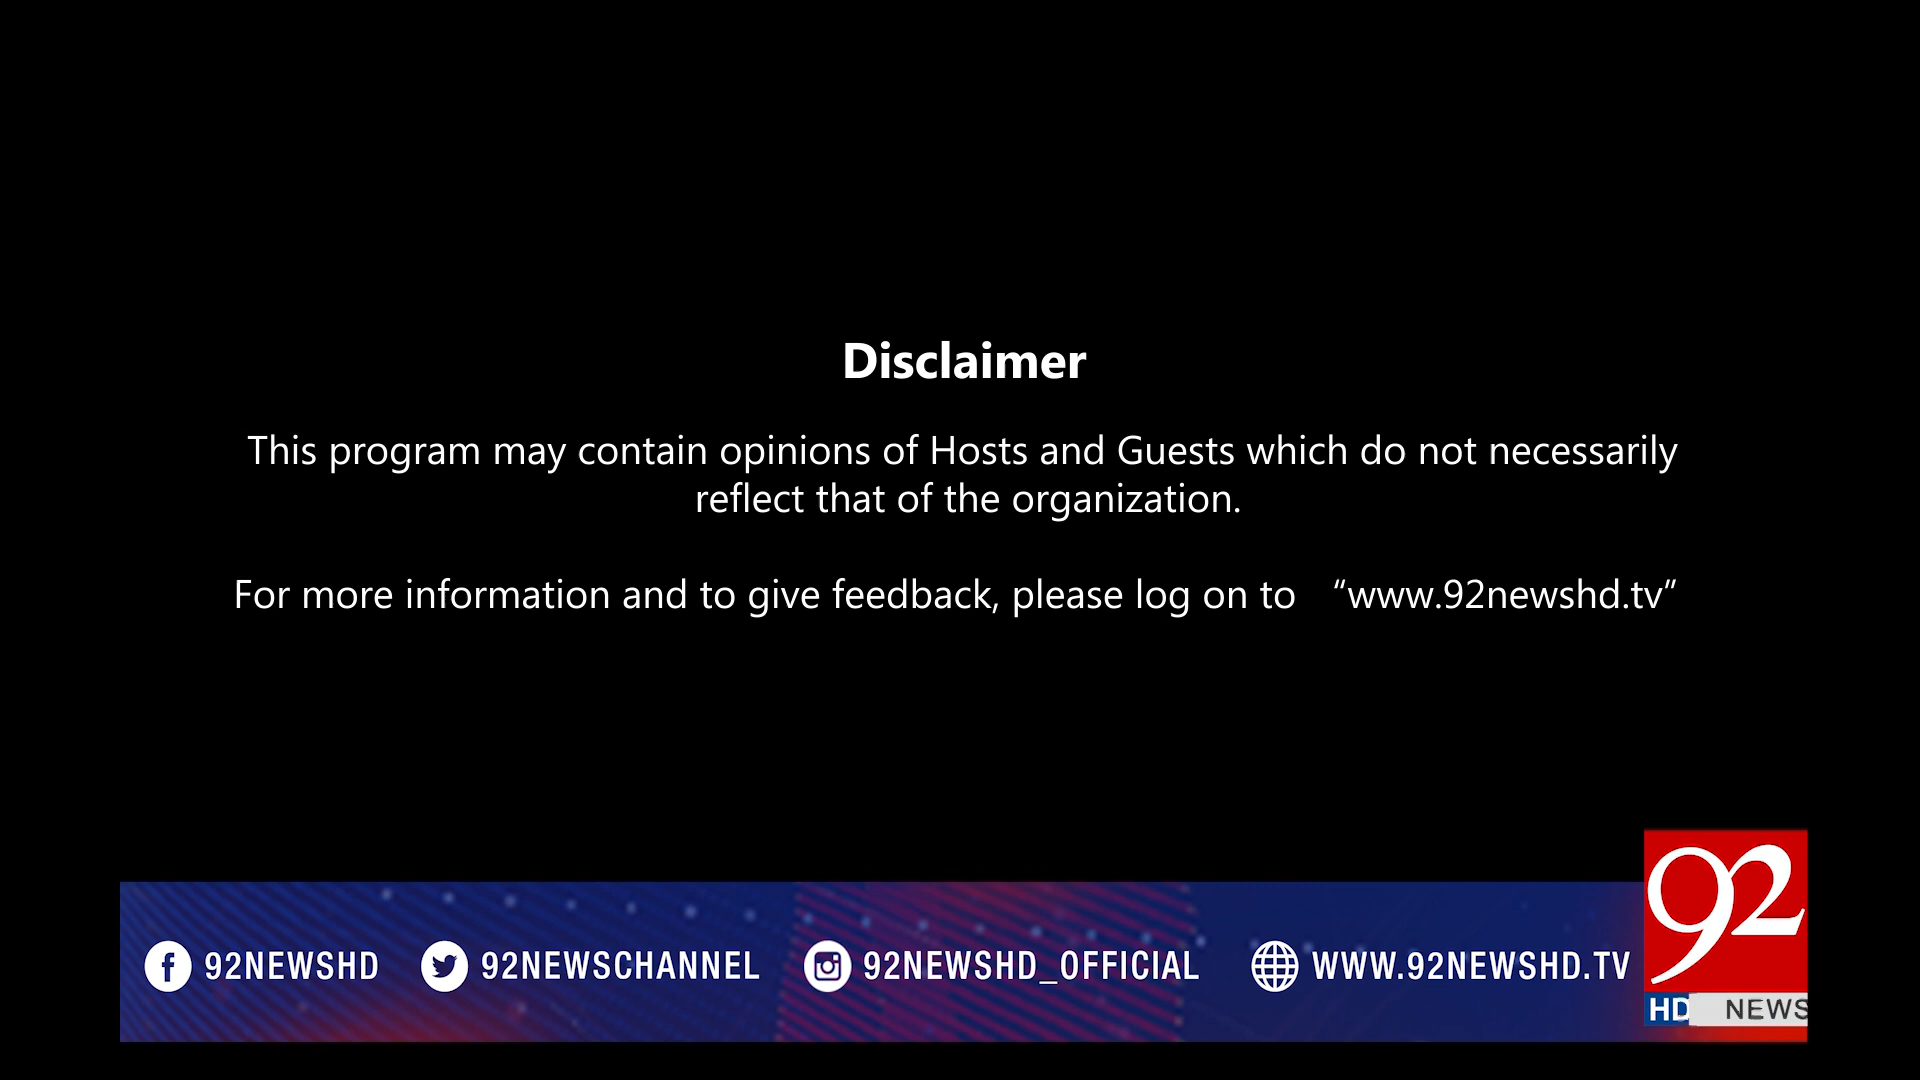 Disclaimer
This program may contain opinions of Hosts and Guests which do not necessarily
reflect that of the organization.
For more information and to give feedback, please log on to “www.92newshd.tv”
92NEWSHD 92NEWSCHANNEL 92NEWSHD_OFFICIAL WWW.92NEWSHD.TV
92
HD NEWS